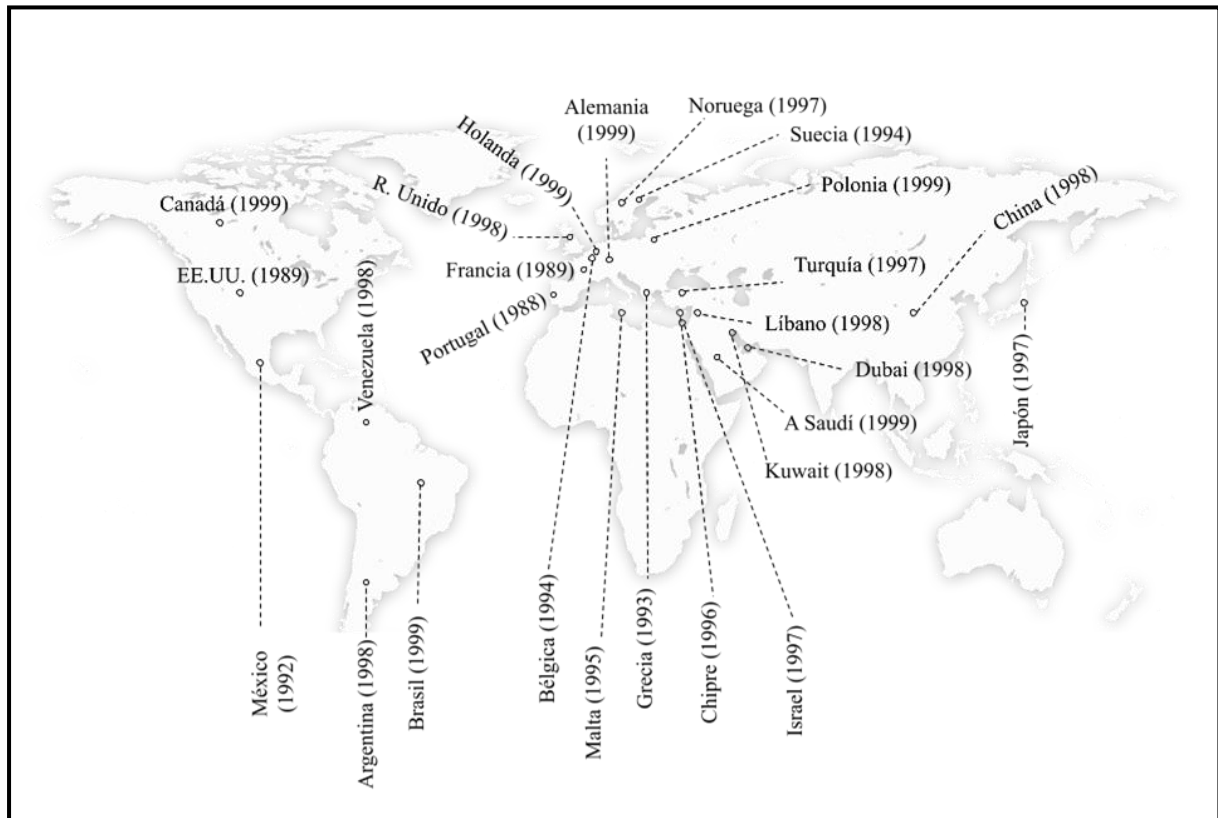 Alemania
(1999)
Noruega (1997)
Suecia (1994)
Holanda (1999)
R. Unido (1998)
Polonia (1999)
China (1998)
Canadá (1999)
Francia (1989)
EE.UU. (1989)
Turquía (1997)
Portugal (1988)
Venezuela (1998)
Líbano (1998)
Dubai (1998)
Japón (1997)
A Saudí (1999)
Kuwait (1998)
México
(1992)
Argentina (1998)
Brasil (1999)
Bélgica (1994)
Malta (1995)
Grecia (1993)
Chipre (1996)
Israel (1997)